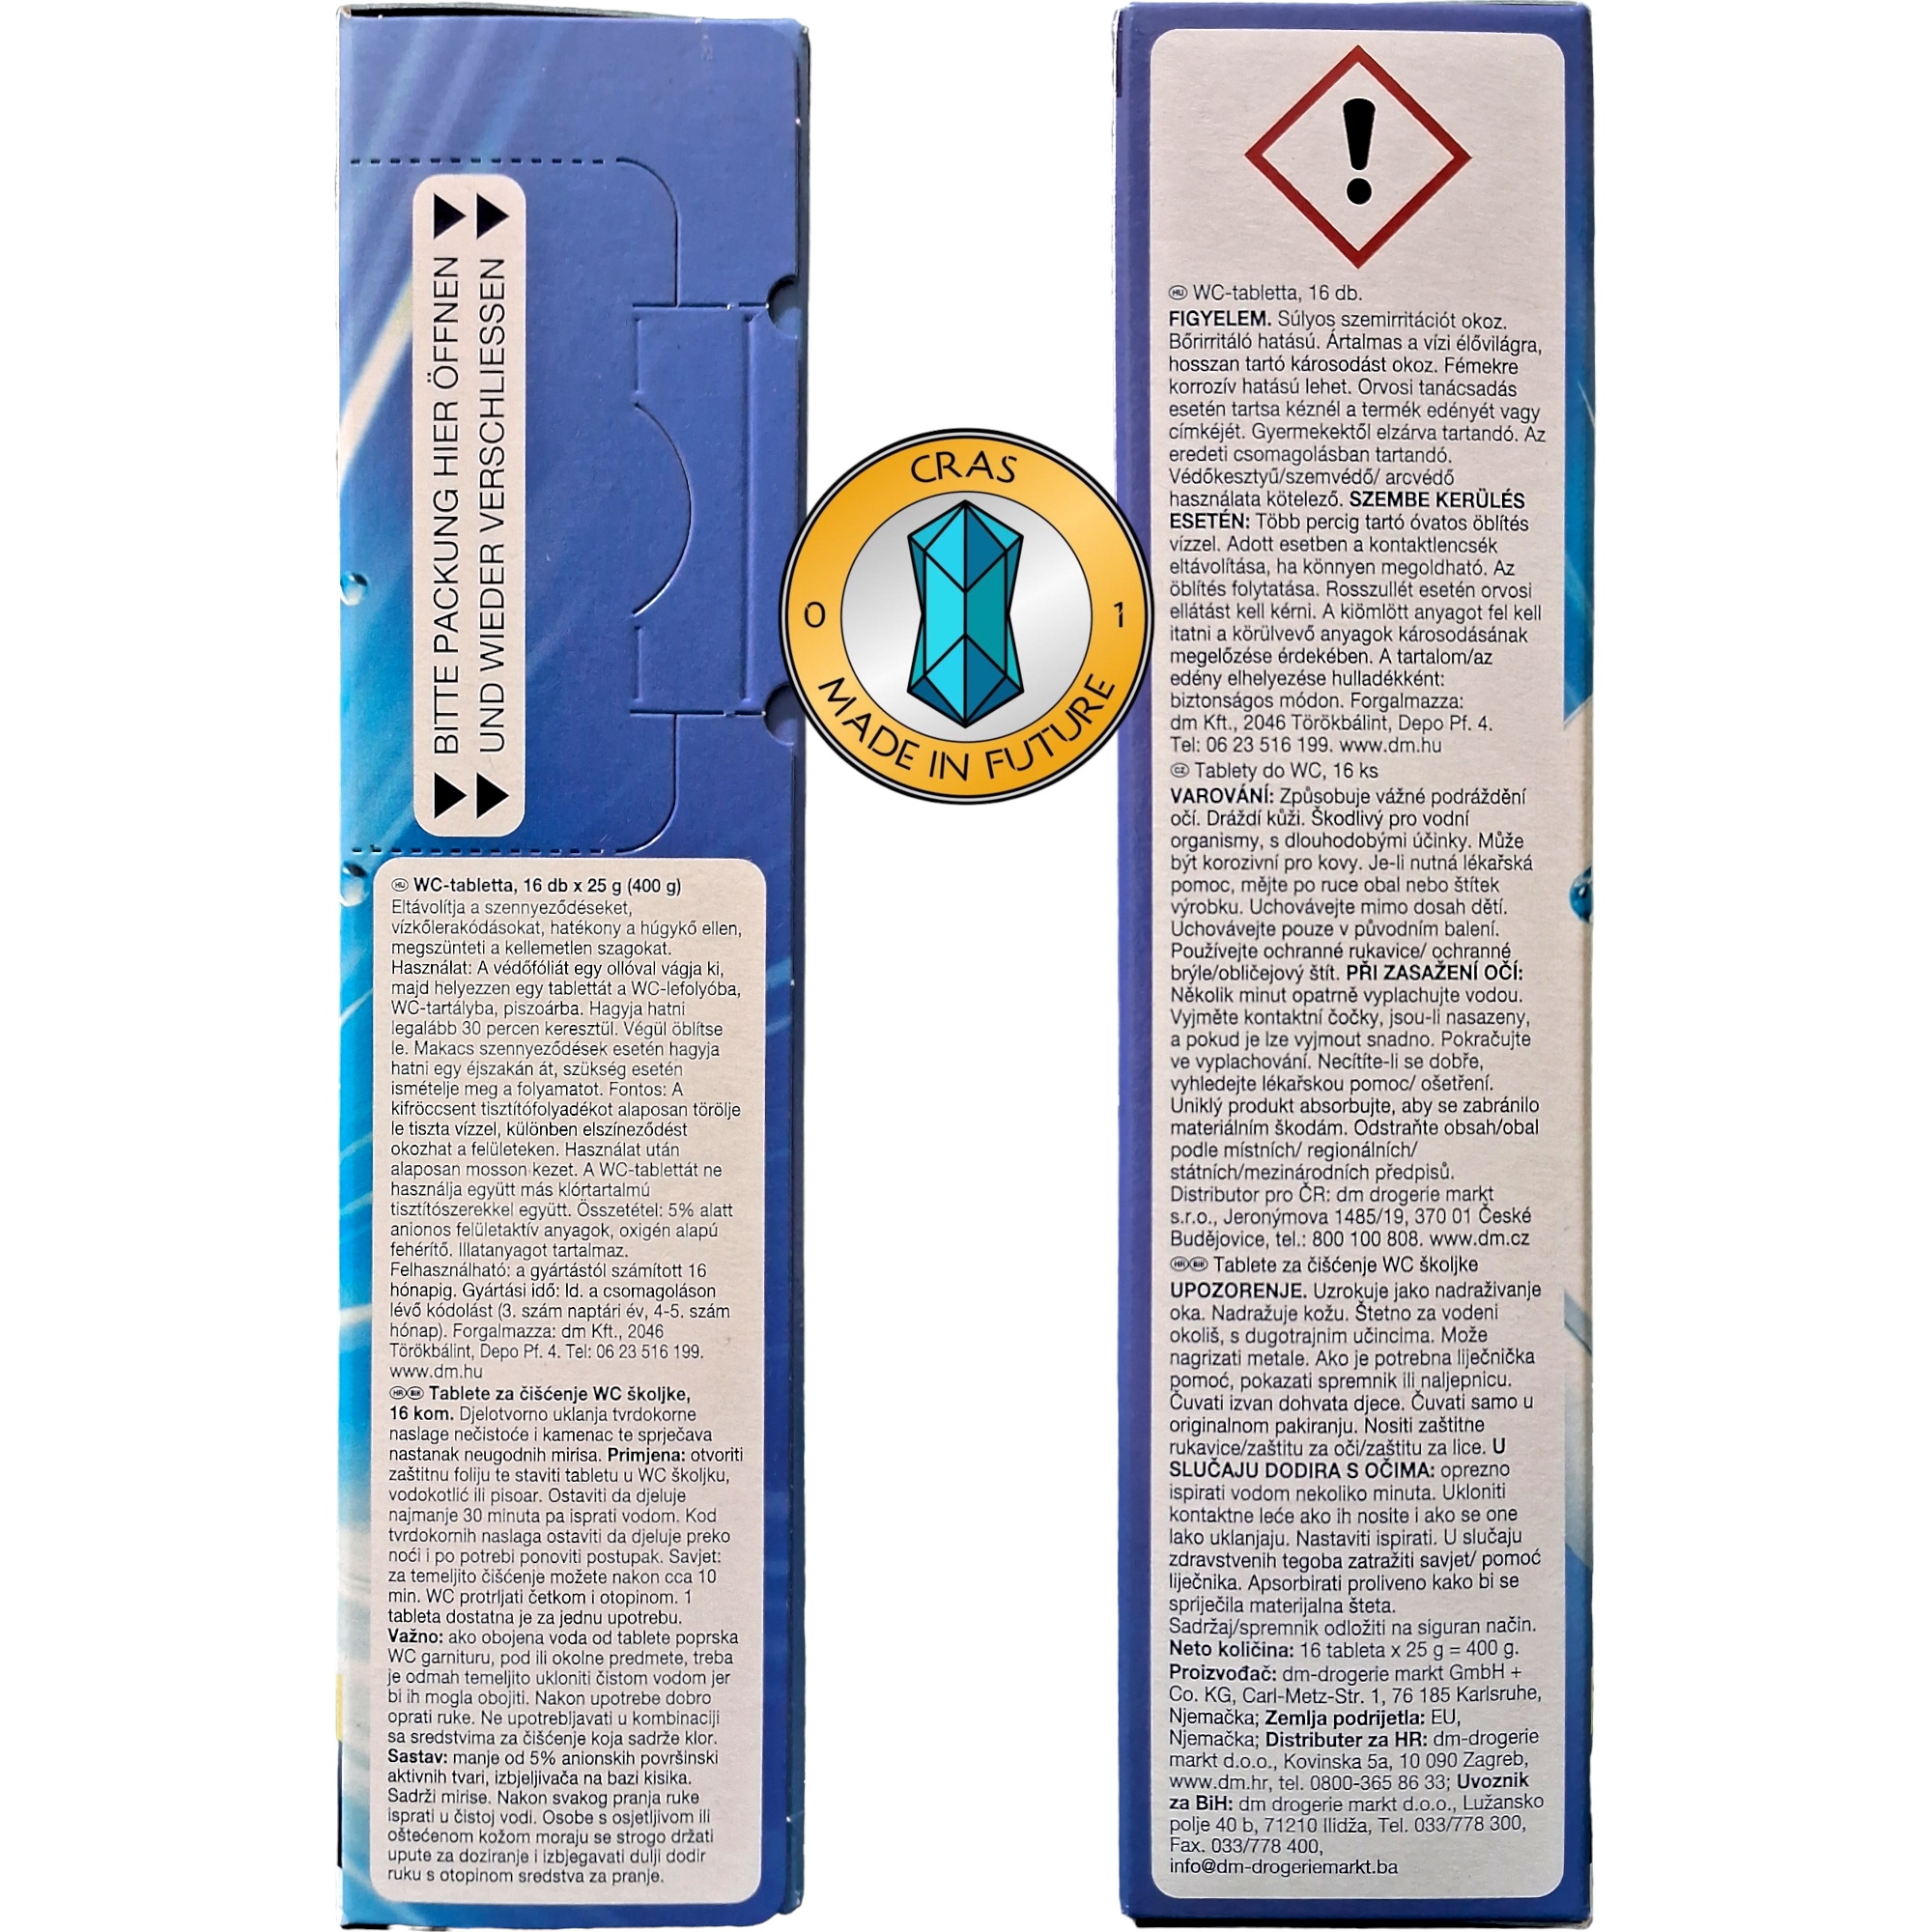 BITTE PACKUNG HIER ÖFFNEN
UND WIEDER VERSCHLIESSEN
HU WC-tabletta, 16 db x 25 g (400 g)
Eltávolítja a szennyeződéseket,
vízkőlerakódásokat, hatékony a húgykő ellen,
megszünteti a kellemetlen szagokat.
Használat: A védőfóliát egy ollóval vágja ki,
majd helyezzen egy tablettát a WC-lefolyóba,
WC-tartályba, piszoárba. Hagyja hatni
legalább 30 percen keresztül. Végül öblítse
le. Makacs szennyeződések esetén hagyja
hatni egy éjszakán át, szükség esetén
ismételje meg a folyamatot. Fontos: A
kifröccsent tisztítófolyadékot alaposan törölje
le tiszta vízzel, különben elszíneződést
okozhat a felületeken. Használat után
alaposan mosson kezet. A WC-tablettát ne
használja együtt más klórtartalmú
tisztítószerekkel együtt. Összetétel: 5% alatt
anionos felületaktív anyagok, oxigén alapú
fehérítő. Illatanyagot tartalmaz.
Felhasználható: a gyártástól számított 16
hónapig. Gyártási idő: ld. a csomagoláson
lévő kódolást (3. szám naptári év, 4-5. szám
hónap). Forgalmazza: dm Kft., 2046
Törökbálint, Depo Pf. 4. Tel: 06 23 516 199.
www.dm.hu
HR BIH Tablete za čišćenje WC školjke,
16 kom. Djelotvorno uklanja tvrdokorne
naslage nečistoće i kamenac te sprječava
nastanak neugodnih mirisa. Primjena: otvoriti
zaštitnu foliju te staviti tabletu u WC školjku,
vodokotlić ili pisoar. Ostaviti da djeluje
najmanje 30 minuta pa isprati vodom. Kod
tvrdokornih naslaga ostaviti da djeluje preko
noći i po potrebi ponoviti postupak. Savjet:
za temeljito čišćenje možete nakon cca 10
min. WC protrljati četkom i otopinom. 1
tableta dostatna je za jednu upotrebu.
Važno: ako obojena voda od tablete poprska
WC garnituru, pod ili okolne predmete, treba
je odmah temeljito ukloniti čistom vodom jer
bi ih mogla obojiti. Nakon upotrebe dobro
oprati ruke. Ne upotrebljavati u kombinaciji
sa sredstvima za čišćenje koja sadrže klor.
Sastav: manje od 5% anionskih površinski
aktivnih tvari, izbjeljivača na bazi kisika.
Sadrži mirise. Nakon svakog pranja ruke
isprati u čistoj vodi. Osobe s osjetljivom ili
oštećenom kožom moraju se strogo držati
upute za doziranje i izbjegavati dulji dodir
ruku s otopinom sredstva za pranje.
CRAS
0 1
MADE IN FUTURE
HU WC-tabletta, 16 db.
FIGYELEM. Súlyos szemirritációt okoz.
Bőrirritáló hatású. Ártalmas a vízi élővilágra,
hosszan tartó károsodást okoz. Fémekre
korrozív hatású lehet. Orvosi tanácsadás
esetén tartsa kéznél a termék edényét vagy
címkéjét. Gyermekektől elzárva tartandó. Az
eredeti csomagolásban tartandó.
Védőkesztyű/szemvédő/ arcvédő
használata kötelező. SZEMBE KERÜLÉS
ESETÉN: Több percig tartó óvatos öblítés
vízzel. Adott esetben a kontaktlencsék
eltávolítása, ha könnyen megoldható. Az
öblítés folytatása. Rosszullét esetén orvosi
ellátást kell kérni. A kiömlött anyagot fel kell
itatni a körülvevő anyagok károsodásának
megelőzése érdekében. A tartalom/az
edény elhelyezése hulladékként:
biztonságos módon. Forgalmazza:
dm Kft., 2046 Törökbálint, Depo Pf. 4.
Tel: 06 23 516 199. www.dm.hu
CZ Tablety do WC, 16 ks
VAROVÁNÍ: Způsobuje vážné podráždění
očí. Dráždí kůži. Škodlivý pro vodní
organismy, s dlouhodobými účinky. Může
být korozivní pro kovy. Je-li nutná lékařská
pomoc, mějte po ruce obal nebo štítek
výrobku. Uchovávejte mimo dosah dětí.
Uchovávejte pouze v původním balení.
Používejte ochranné rukavice/ ochranné
brýle/obličejový štít. PŘI ZASAŽENÍ OČÍ:
Několik minut opatrně vyplachujte vodou.
Vyjměte kontaktní čočky, jsou-li nasazeny,
a pokud je lze vyjmout snadno. Pokračujte
ve vyplachování. Necítíte-li se dobře,
vyhledejte lékařskou pomoc/ ošetření.
Uniklý produkt absorbujte, aby se zabránilo
materiálním škodám. Odstraňte obsah/obal
podle místních/ regionálních/
státních/mezinárodních předpisů.
Distributor pro ČR: dm drogerie markt
s.r.o., Jeronýmova 1485/19, 370 01 České
Budějovice, tel.: 800 100 808. www.dm.cz
HR BIH Tablete za čišćenje WC školjke
UPOZORENJE. Uzrokuje jako nadraživanje
oka. Nadražuje kožu. Štetno za vodeni
okoliš, s dugotrajnim učincima. Može
nagrizati metale. Ako je potrebna liječnička
pomoć, pokazati spremnik ili naljepnicu.
Čuvati izvan dohvata djece. Čuvati samo u
originalnom pakiranju. Nositi zaštitne
rukavice/zaštitu za oči/zaštitu za lice. U
SLUČAJU DODIRA S OČIMA: oprezno
ispirati vodom nekoliko minuta. Ukloniti
kontaktne leće ako ih nosite i ako se one
lako uklanjaju. Nastaviti ispirati. U slučaju
zdravstvenih tegoba zatražiti savjet/ pomoć
liječnika. Apsorbirati proliveno kako bi se
spriječila materijalna šteta.
Sadržaj/spremnik odložiti na siguran način.
Neto količina: 16 tableta x 25 g = 400 g.
Proizvođač: dm-drogerie markt GmbH +
Co. KG, Carl-Metz-Str. 1, 76 185 Karlsruhe,
Njemačka; Zemlja podrijetla: EU,
Njemačka; Distributer za HR: dm-drogerie
markt d.o.o., Kovinska 5a, 10 090 Zagreb,
www.dm.hr, tel. 0800-365 86 33; Uvoznik
za BiH: dm drogerie markt d.o.o., Lužansko
polje 40 b, 71210 Ilidža, Tel. 033/778 300,
Fax. 033/778 400,
info@dm-drogeriemarkt.ba